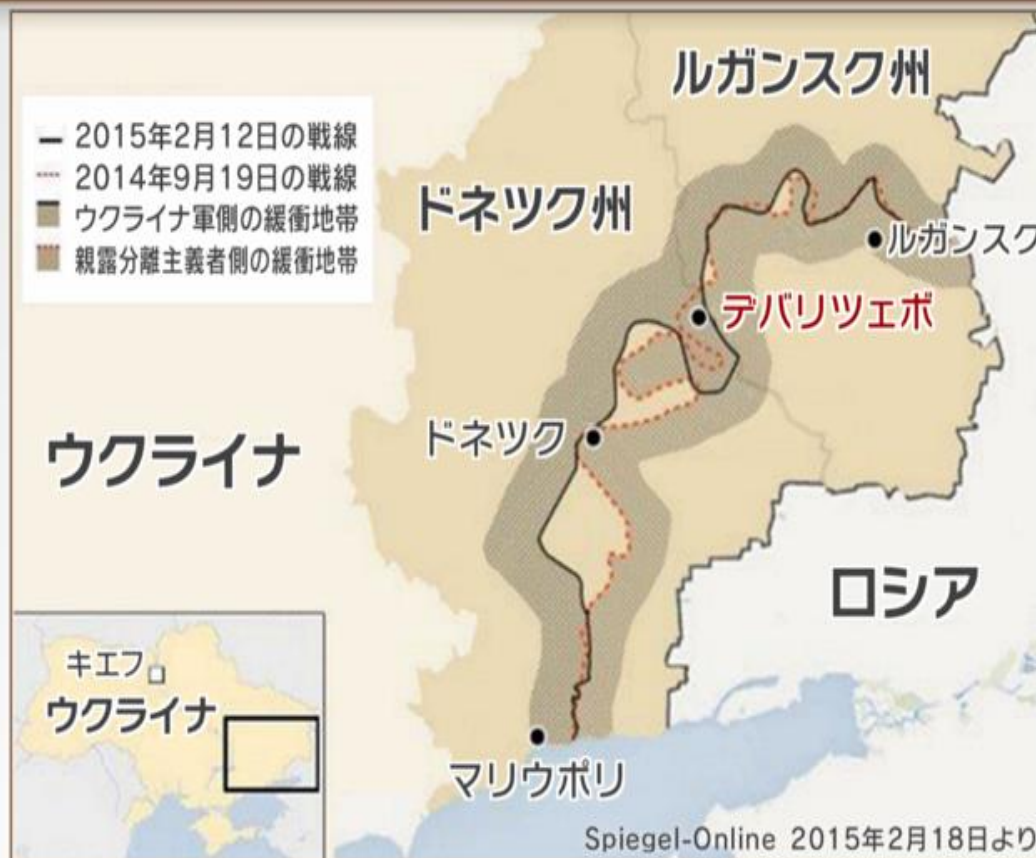 ルガンスク州
2015年2月12日の戦線
2014年9月19日の戦線
ウクライナ軍側の緩衝地帯
親露分離主義者側の緩衝地帯
ドネツク州
ルガンスク
デバリツェボ
ドネツク
ウクライナ
ロシア
キエフ
ウクライナ
マリウポリ
Spiegel-Online 2015年2月18日より